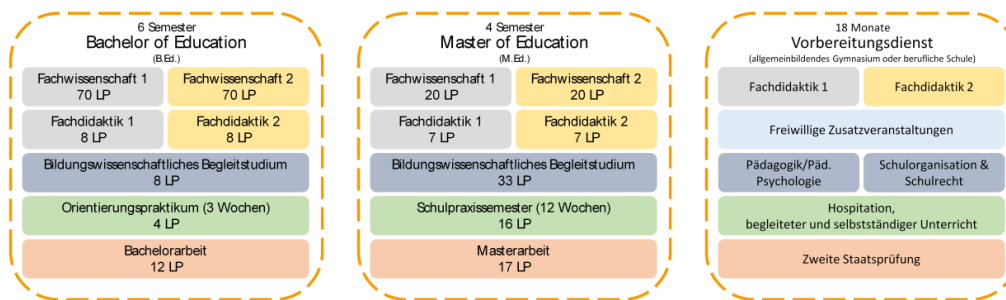 6 Semester
Bachelor of Education
(B.Ed.)
Fachwissenschaft 1
70 LP
Fachwissenschaft 2
70 LP
Fachdidaktik 1
8 LP
Fachdidaktik 2
8 LP
Bildungswissenschaftliches Begleitstudium
8 LP
Orientierungspraktikum (3 Wochen)
4 LP
Bachelorarbeit
12 LP
4 Semester
Master of Education
(M.Ed.)
Fachwissenschaft 1
20 LP
Fachwissenschaft 2
20 LP
Fachdidaktik 1
7 LP
Fachdidaktik 2
7 LP
Bildungswissenschaftliches Begleitstudium
33 LP
Schulpraxissemester (12 Wochen)
16 LP
Masterarbeit
17 LP
18 Monate
Vorbereitungsdienst
(allgemeinbildendes Gymnasium oder berufliche Schule)
Fachdidaktik 1
Fachdidaktik 2
Freiwillige Zusatzveranstaltungen
Pädagogik/Päd.
Psychologie
Schulorganisation &
Schulrecht
Hospitation,
begleiteter und selbstständiger Unterricht
Zweite Staatsprüfung